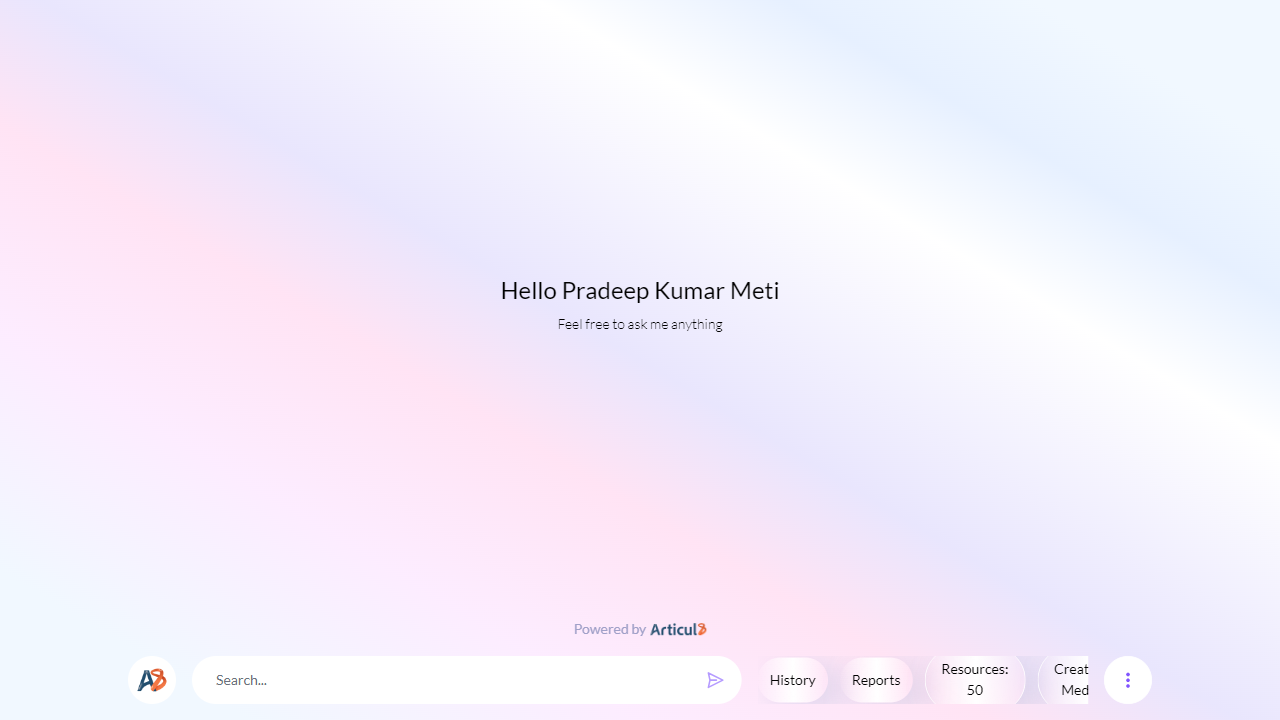 Hello Pradeep Kumar Meti
Feel free to ask me anything
Powered by Articul8
A8
Search...
History
Reports
Resources:
50
Creat
Med